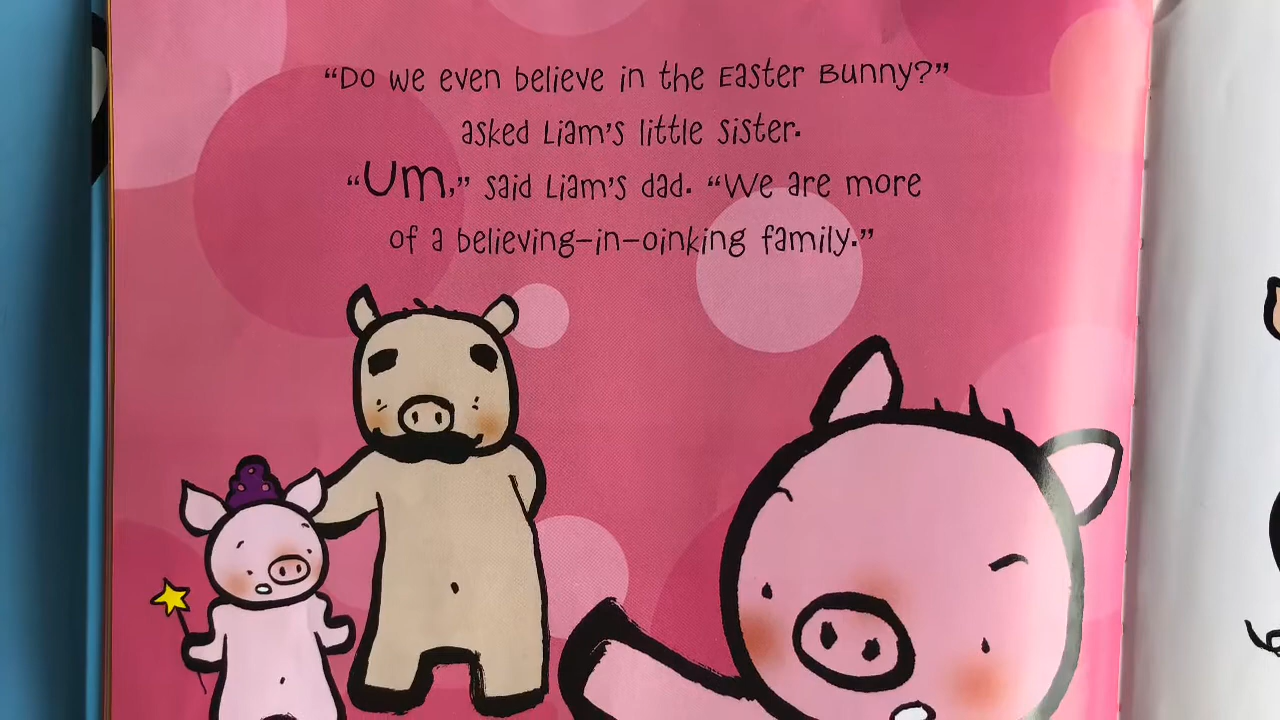 “Do we even believe in the Easter Bunny?”
asked Liam’s little sister.
“Um,” said Liam’s dad. “We are more
of a believing-in-oinking family.”